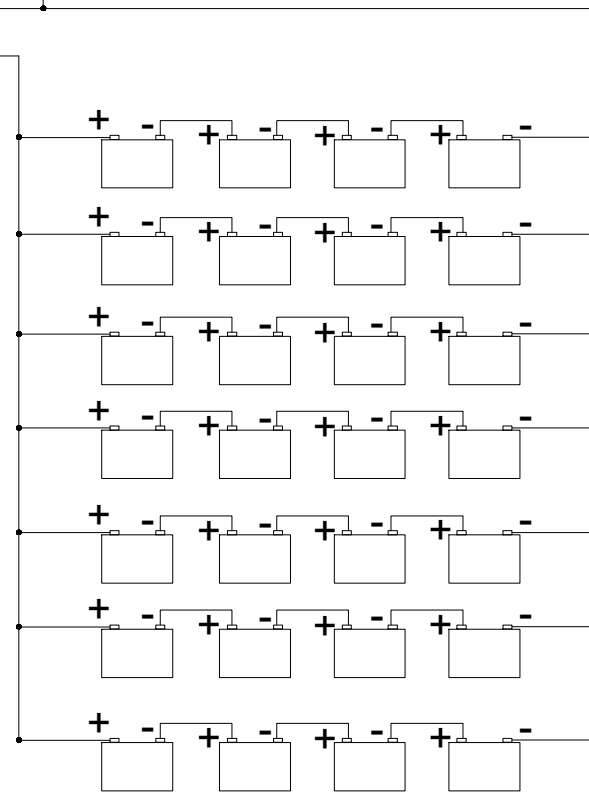 + - + - + - + -
+ - + - + - + -
+ - + - + - + -
+ - + - + - + -
+ - + - + - + -
+ - + - + - + -
+ - + - + - + -